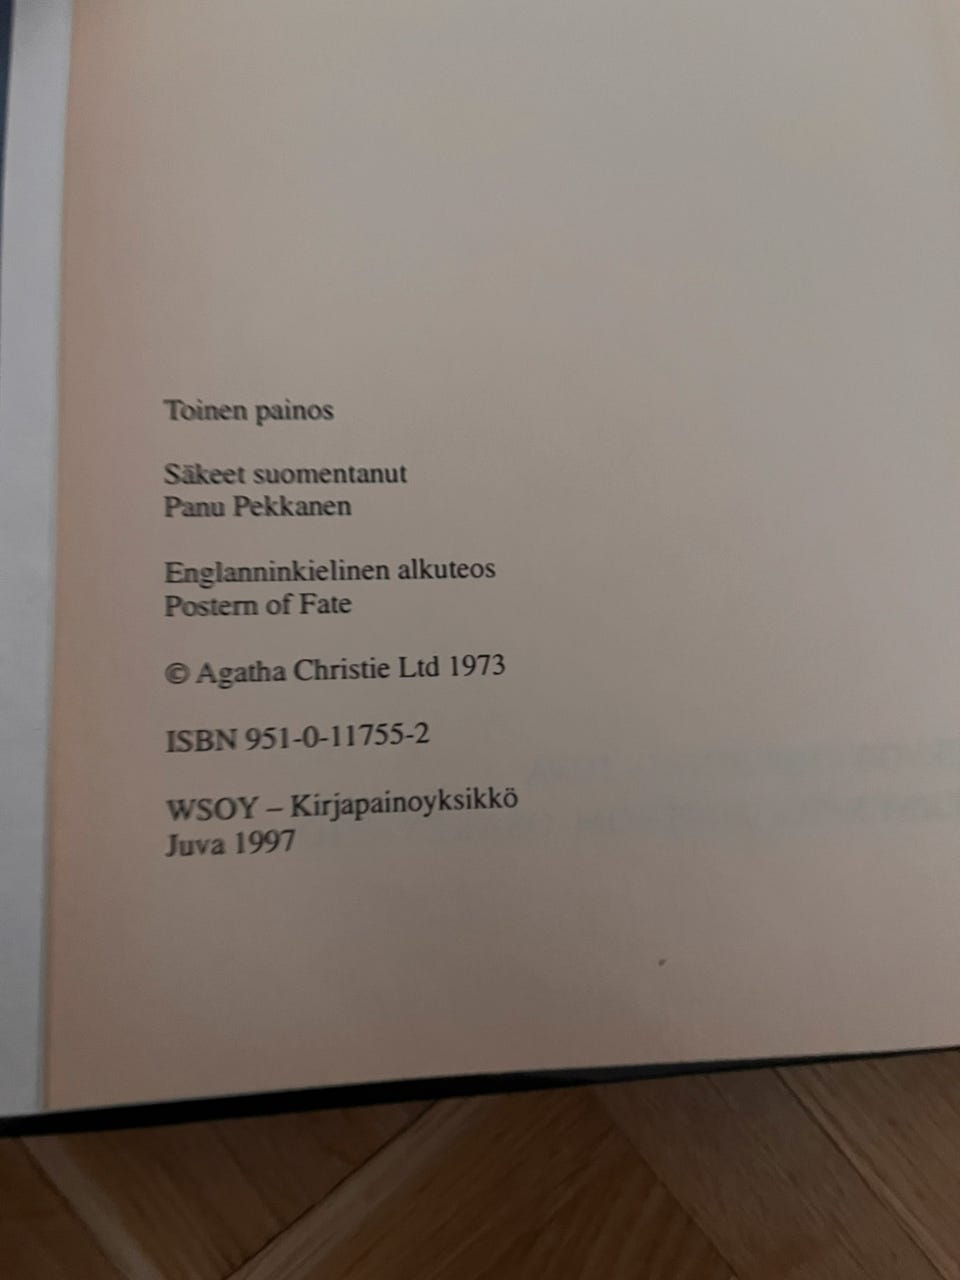 Toinen painos
Säkeet suomentanut
Panu Pekkanen
Englanninkielinen alkuteos
Postern of Fate
© Agatha Christie Ltd 1973
ISBN 951-0-11755-2
WSOY – Kirjapainoyksikkö
Juva 1997